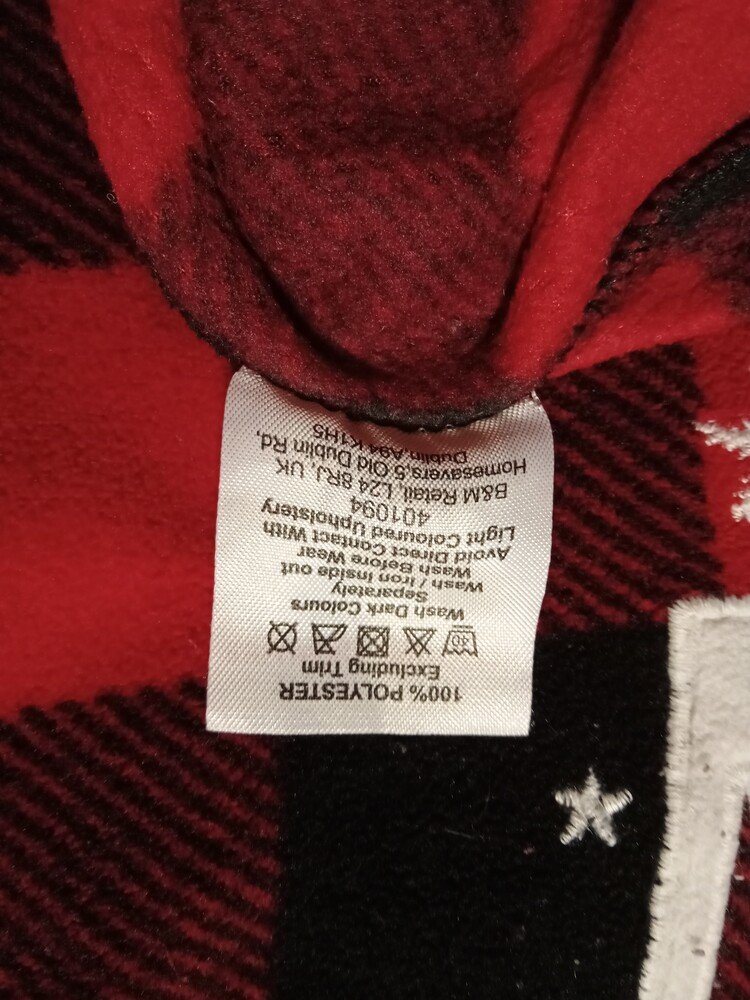 100% POLYESTER
Excluding Trim
40
Wash Dark Colours
Separately
Wash / Iron Inside out
Wash Before Wear
Avoid Direct Contact With
Light Coloured Upholstery
401094
B&M Retail, L24 8RJ, UK
Homesavers,5 Old Dublin Rd,
Dublin,A94 K1H5